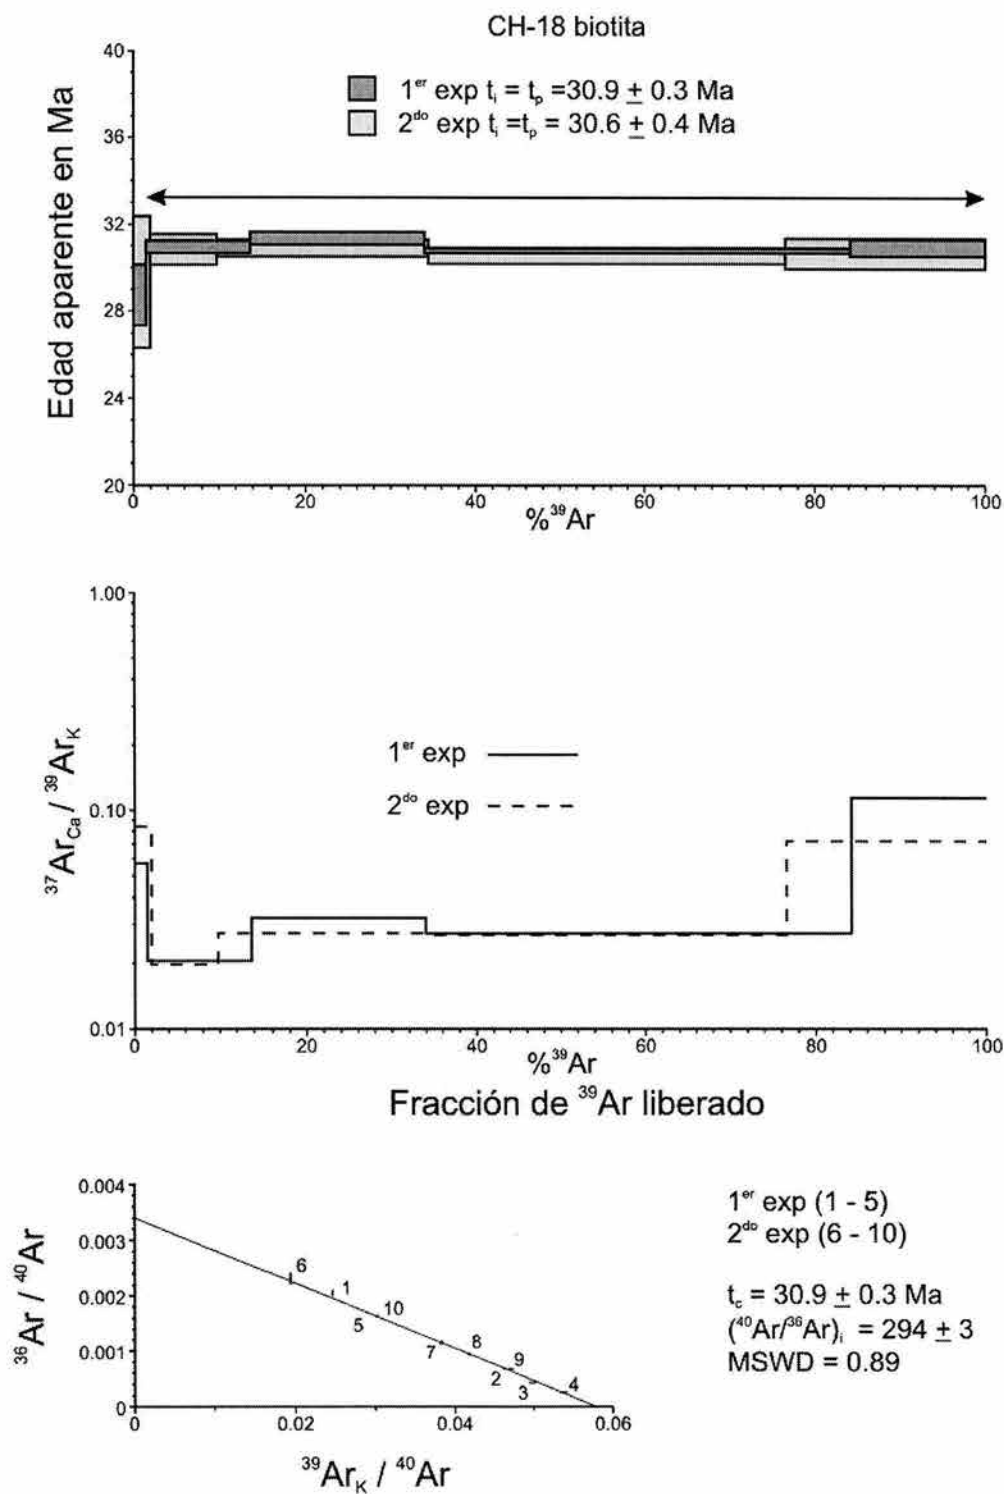 CH-18 biotita
1er exp ti = tp =30.9 ± 0.3 Ma
2do exp ti =tp = 30.6 ± 0.4 Ma
Edad aparente en Ma
40
36
32
28
24
20
0 20 40 60 80 100
%39Ar
37ArCa / 39ArK
1.00
0.10
0.01
1er exp
2do exp
0 20 40 60 80 100
%39Ar
Fracción de 39Ar liberado
36Ar / 40Ar
0.004
0.003
0.002
0.001
0
6
1
10
5
8
7
9
2
4
3
0 0.02 0.04 0.06
39ArK / 40Ar
1er exp (1 - 5)
2do exp (6 - 10)
tc = 30.9 ± 0.3 Ma
(40Ar/36Ar)i = 294 ± 3
MSWD = 0.89